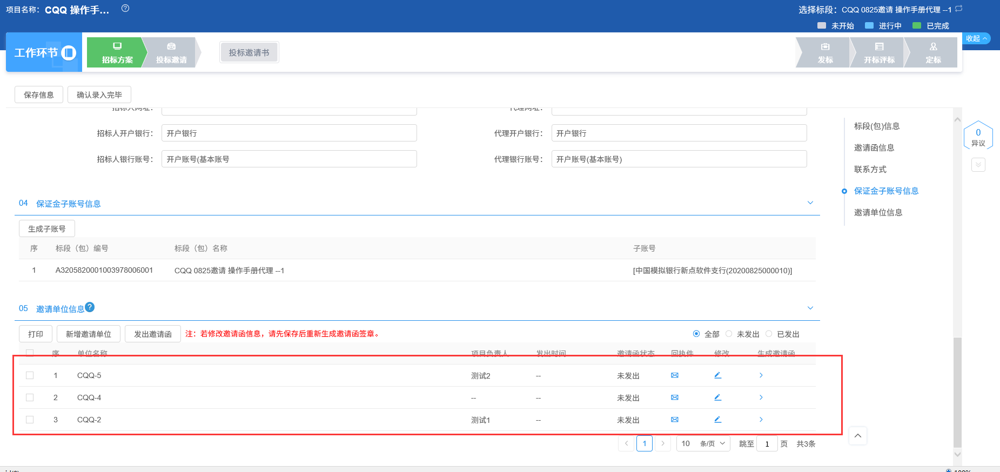 项目名称： CQQ 操作手... ?
选择标段： CQQ 0825邀请 操作手册代理 --1
未开始 进行中 已完成
工作环节
招标方案
投标邀请
投标邀请书
发标
开标评标
定标
收起
保存信息 确认录入完毕
招标人网址： 代理网址：
招标人开户银行： 开户银行 代理开户银行： 开户银行
招标人银行账号： 开户账号(基本账号 代理银行账号： 开户账号(基本账号)
标段(包)信息
邀请函信息
联系方式
保证金子账号信息
邀请单位信息
0
异议
04 保证金子账号信息
生成子账号
序 标段（包）编号 标段（包）名称 子账号
1 A3205820001003978006001 CQQ 0825邀请 操作手册代理 --1 [中国模拟银行新点软件支行(20200825000010)]
05 邀请单位信息 ?
打印 新增邀请单位 发出邀请函 注：若修改邀请函信息，请先保存后重新生成邀请函签章。 全部 未发出 已发出
序 单位名称 项目负责人 发出时间 邀请函状态 回执件 修改 生成邀请函
1 CQQ-5 测试2 -- 未发出
2 CQQ-4 -- -- 未发出
3 CQQ-2 测试1 -- 未发出
1 10 条/页 跳至 1 页 共3条
100%